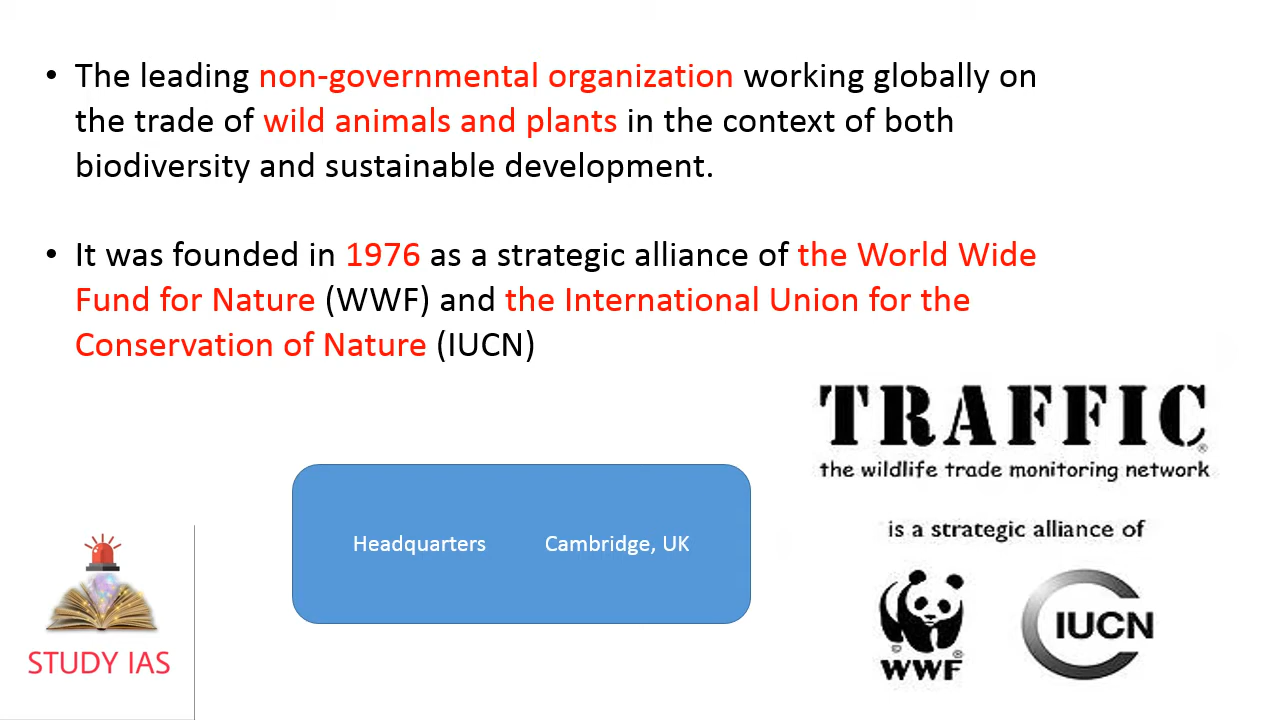 • The leading non-governmental organization working globally on
the trade of wild animals and plants in the context of both
biodiversity and sustainable development.
• It was founded in 1976 as a strategic alliance of the World Wide
Fund for Nature (WWF) and the International Union for the
Conservation of Nature (IUCN)
TRAFFIC®
the wildlife trade monitoring network
is a strategic alliance of
Headquarters Cambridge, UK
WWF
IUCN
STUDY IAS